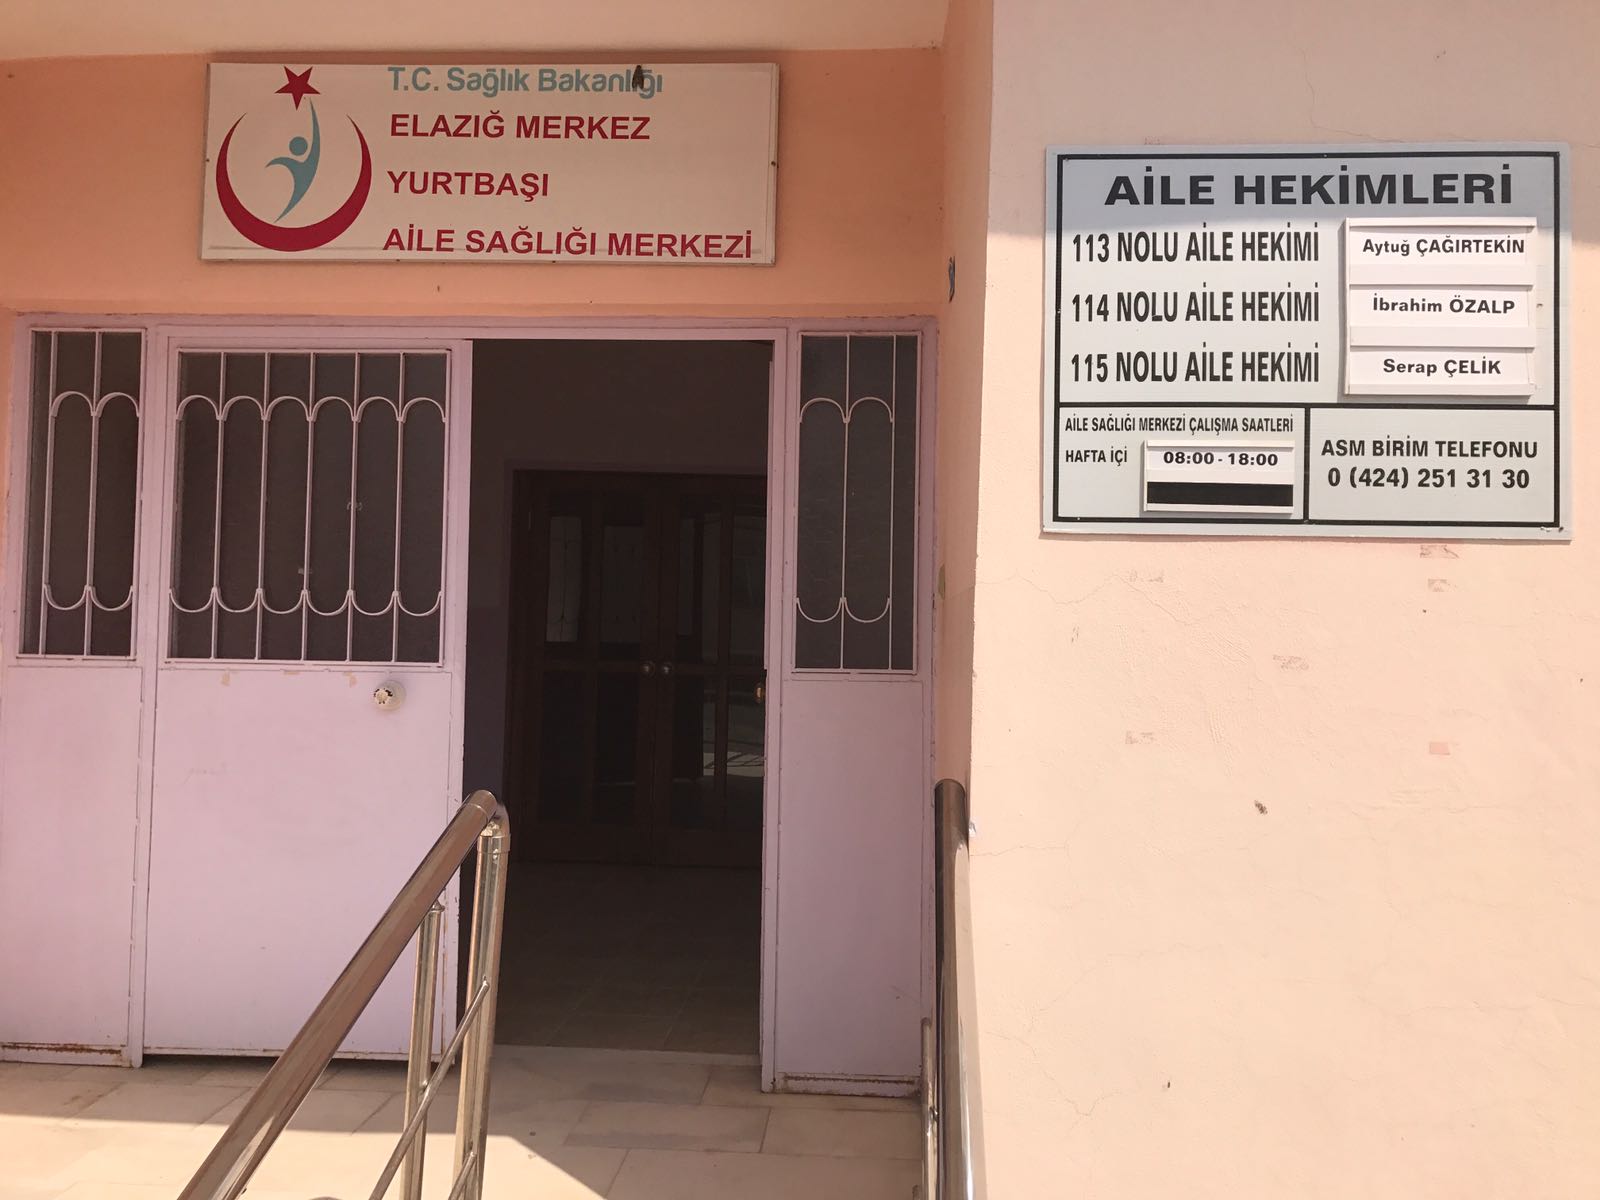 T.C. Sağlık Bakanlığı
ELAZIĞ MERKEZ
YURTBAŞI
AİLE SAĞLIĞI MERKEZİ
AİLE HEKİMLERİ
113 NOLU AİLE HEKİMİ Aytuğ ÇAĞIRTEKİN
114 NOLU AİLE HEKİMİ İbrahim ÖZALP
115 NOLU AİLE HEKİMİ Serap ÇELİK
AİLE SAĞLIĞI MERKEZİ ÇALIŞMA SAATLERİ
HAFTA İÇİ 08:00 - 18:00
ASM BİRİM TELEFONU
0 (424) 251 31 30